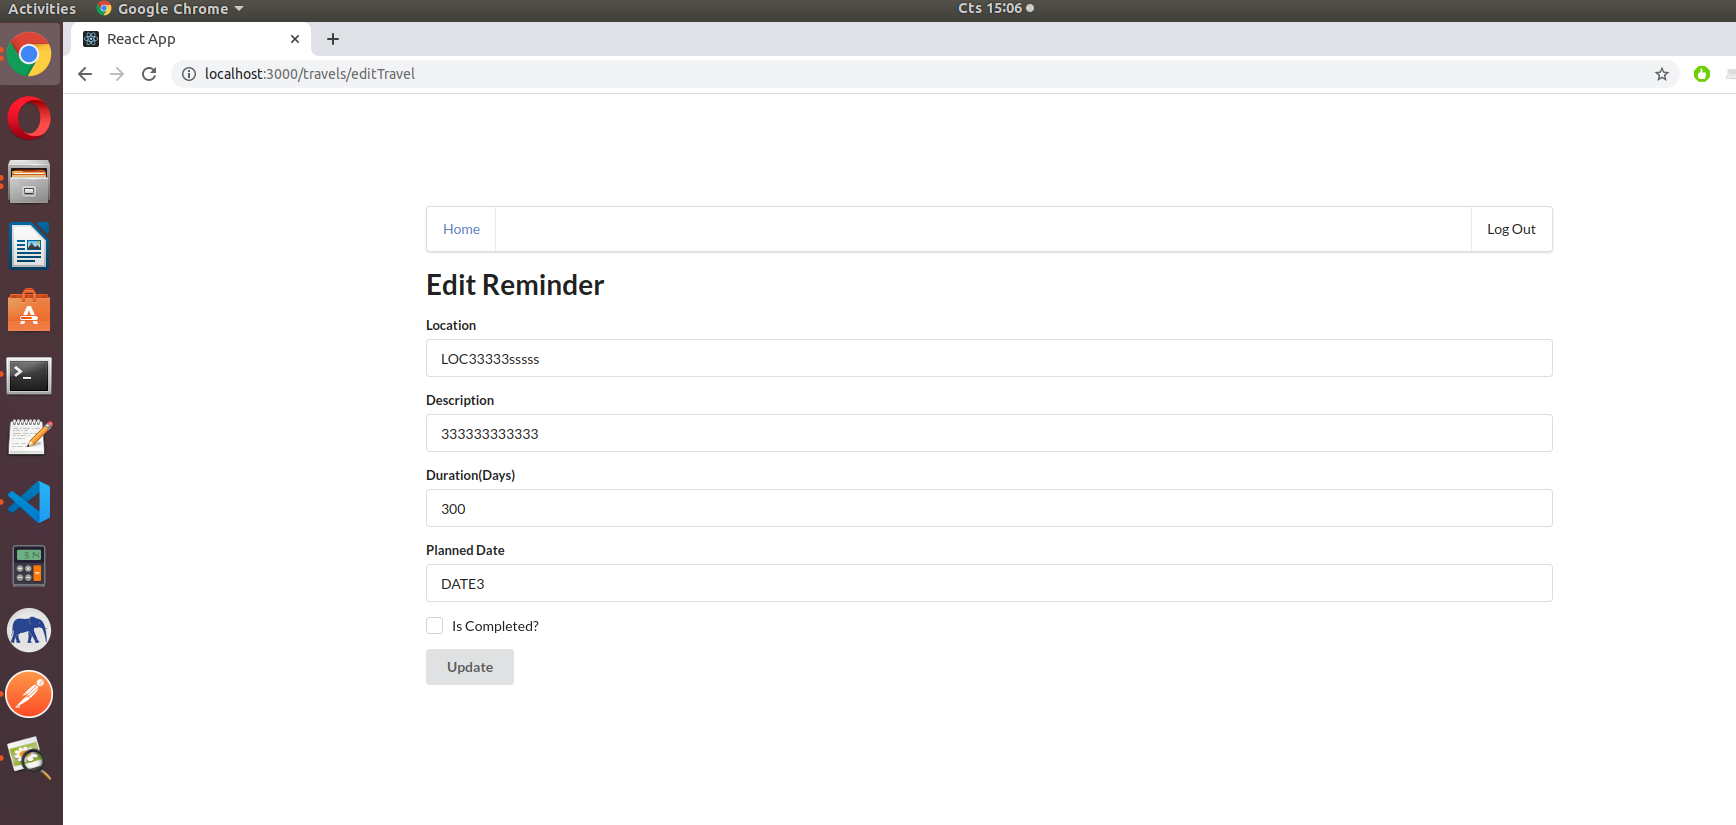 Activities Google Chrome Cts 15:06
React App
localhost:3000/travels/editTravel
Home Log Out
Edit Reminder
Location
LOC33333sssss
Description
333333333333
Duration(Days)
300
Planned Date
DATE3
Is Completed?
Update